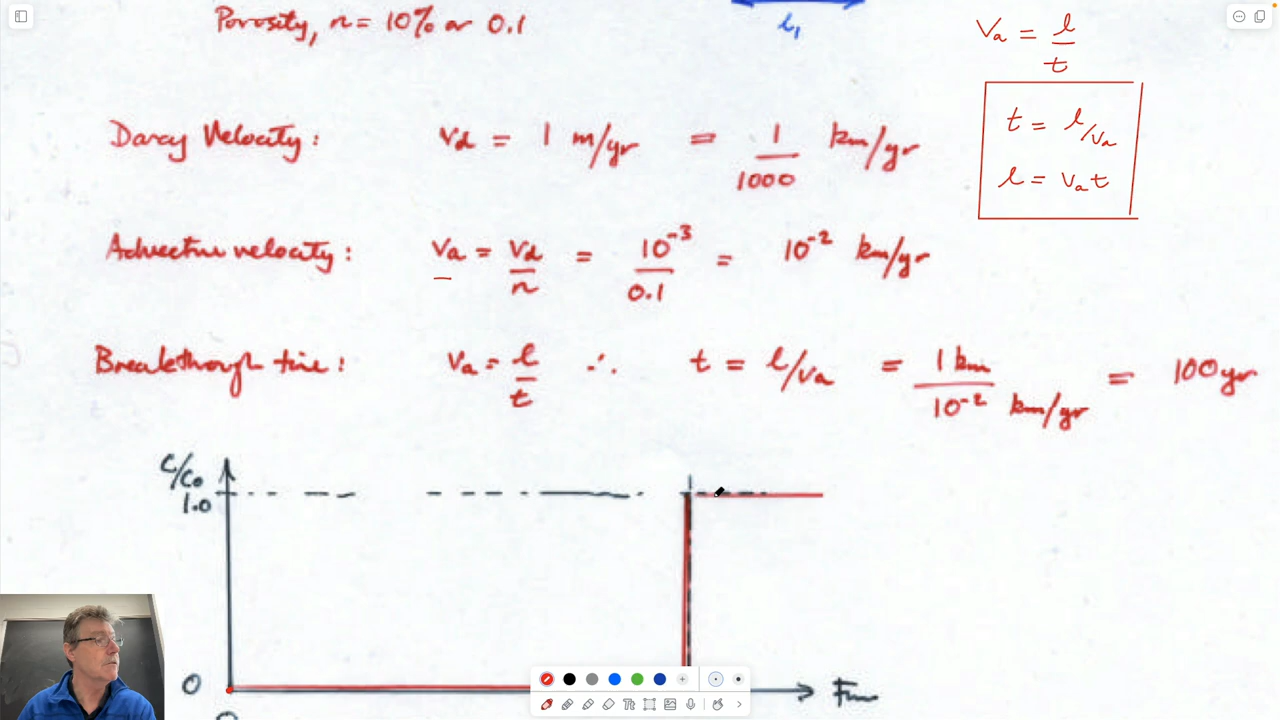 Porosity, n = 10% or 0.1
l₁
Va = l/t
t = l/Va
l = Va t
Darcy Velocity: Vd = 1 m/yr = 1/1000 km/yr
Advective velocity: Va = Vd/n = 10⁻³/0.1 = 10⁻² km/yr
Breakthrough time: Va = l/t ∴ t = l/Va = 1 km/10⁻² km/yr = 100 yr
C/C₀
1.0
0